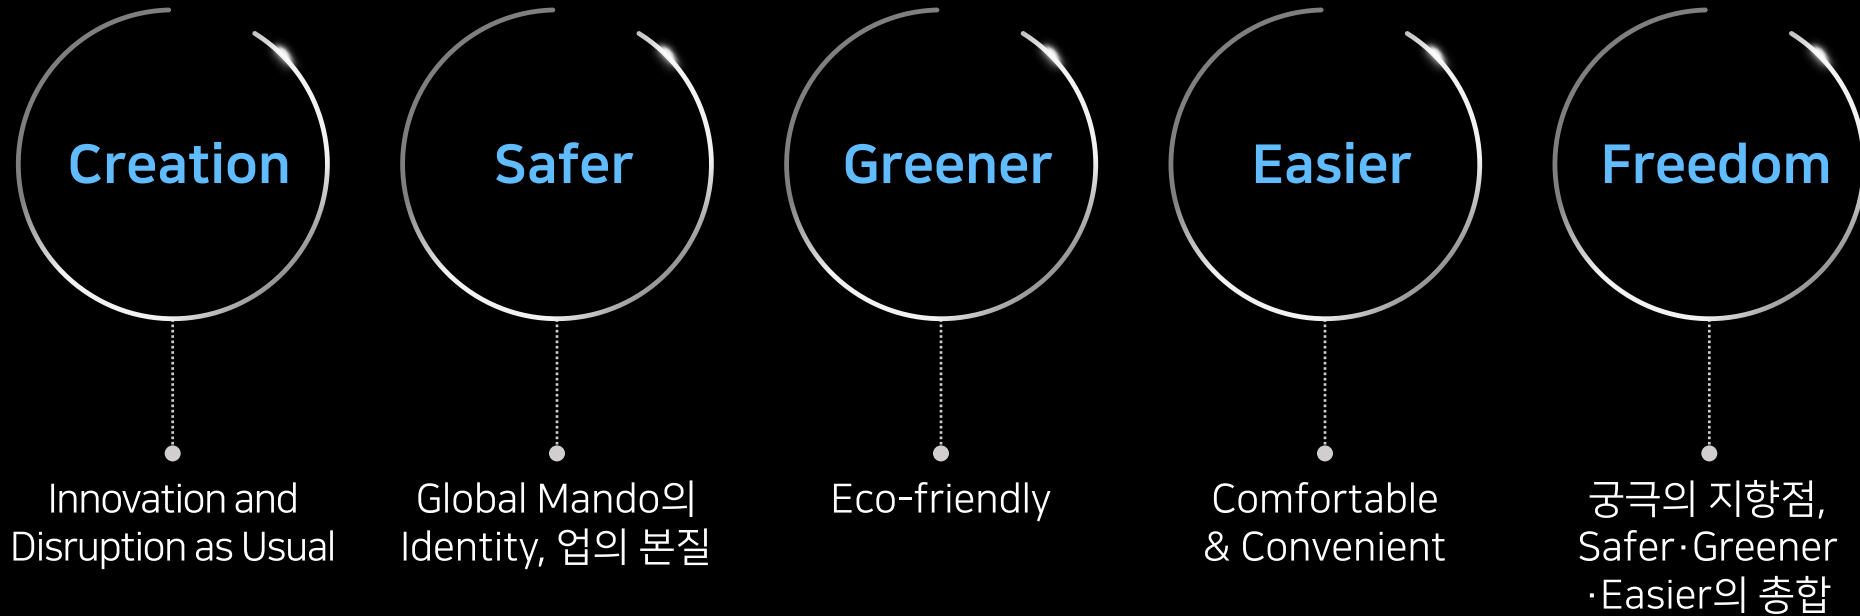 Creation
Safer
Greener
Easier
Freedom
Innovation and
Disruption as Usual
Global Mando의
Identity, 업의 본질
Eco-friendly
Comfortable
& Convenient
궁극의 지향점,
Safer·Greener
·Easier의 총합